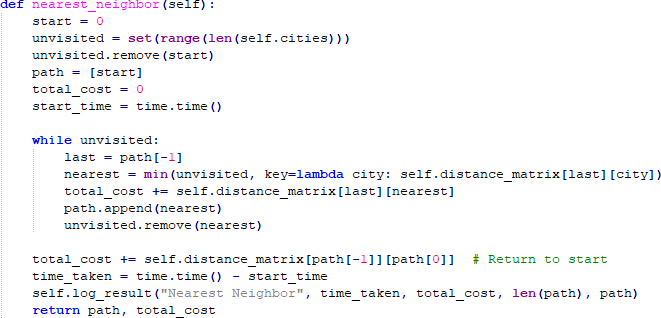 def nearest_neighbor(self):
    start = 0
    unvisited = set(range(len(self.cities)))
    unvisited.remove(start)
    path = [start]
    total_cost = 0
    start_time = time.time()

    while unvisited:
        last = path[-1]
        nearest = min(unvisited, key=lambda city: self.distance_matrix[last][city])
        total_cost += self.distance_matrix[last][nearest]
        path.append(nearest)
        unvisited.remove(nearest)

    total_cost += self.distance_matrix[path[-1]][path[0]]  # Return to start
    time_taken = time.time() - start_time
    self.log_result("Nearest Neighbor", time_taken, total_cost, len(path), path)
    return path, total_cost